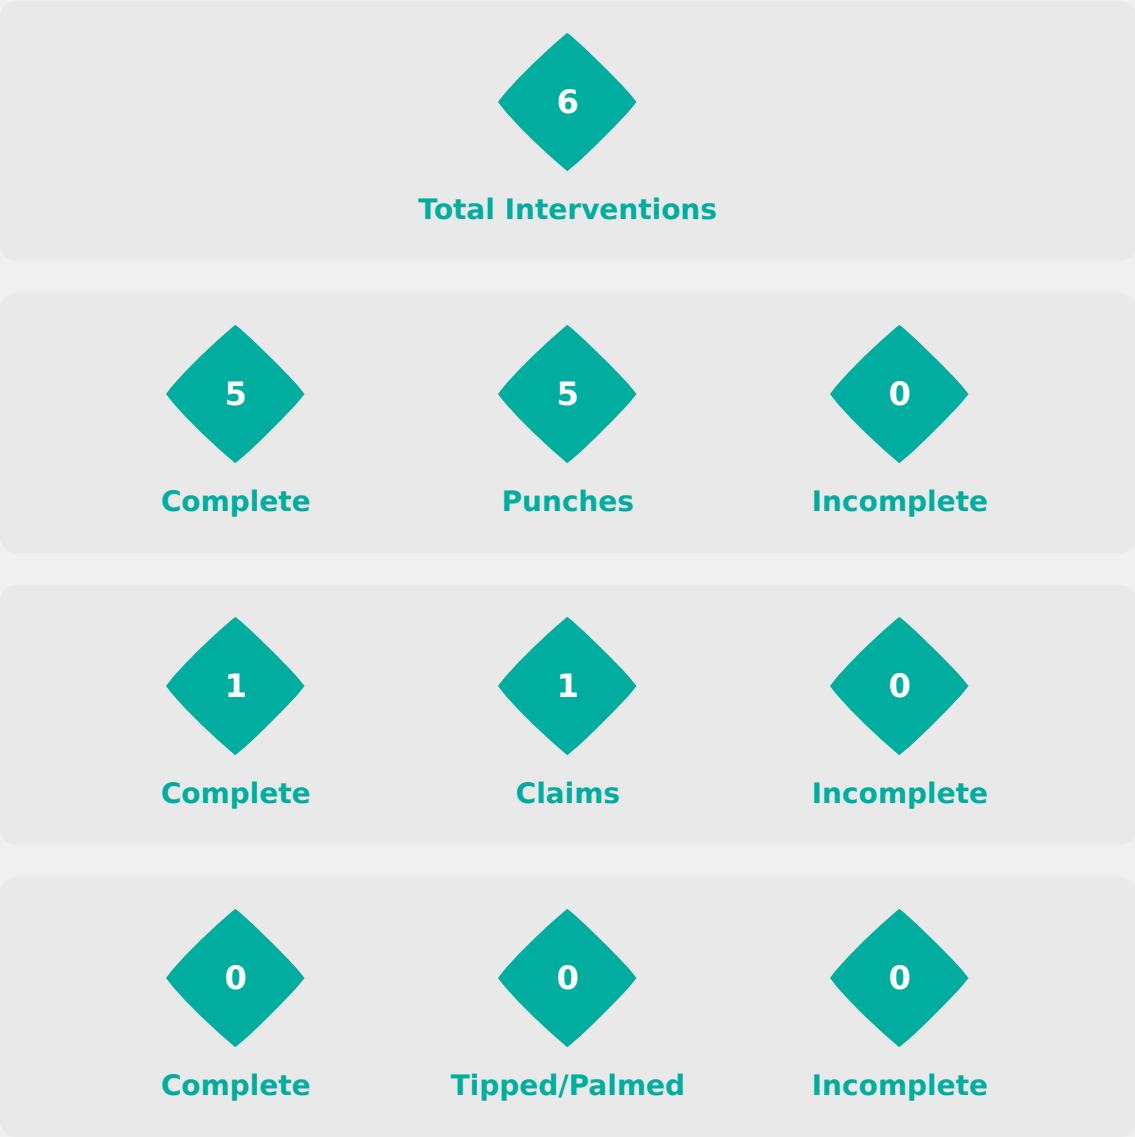 6
Total Interventions
5 5 0
Complete Punches Incomplete
1 1 0
Complete Claims Incomplete
0 0 0
Complete Tipped/Palmed Incomplete